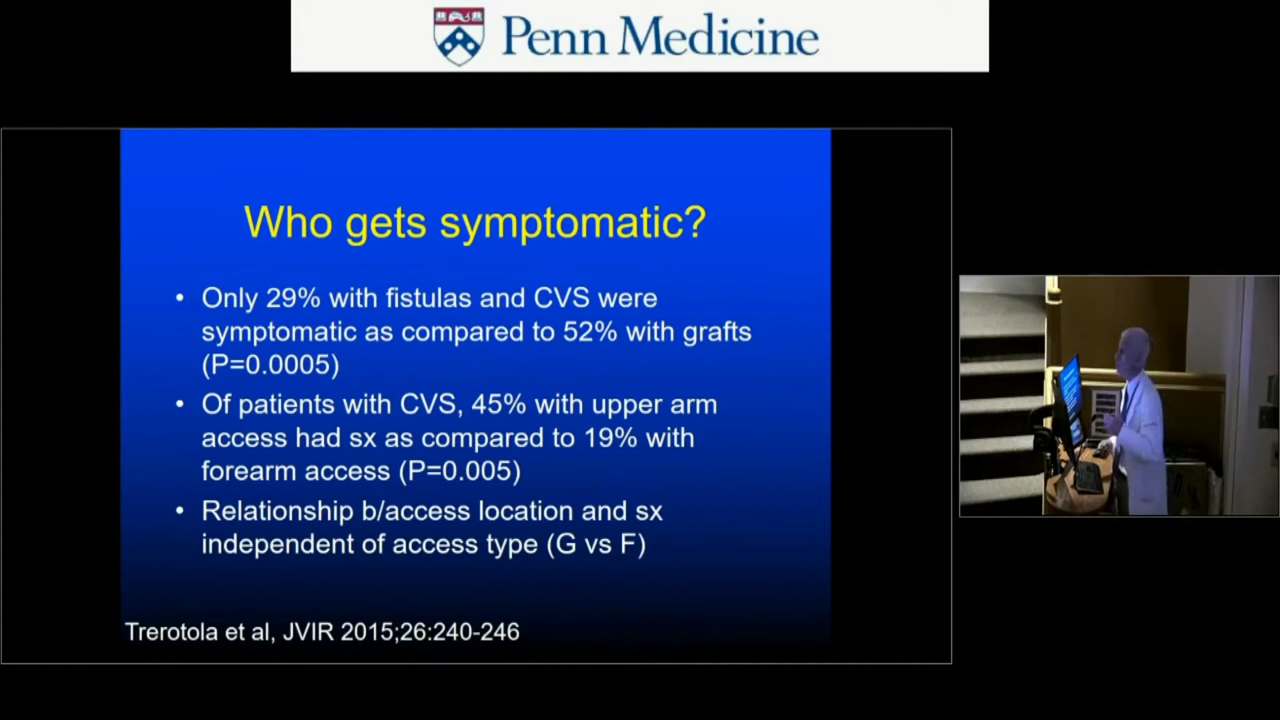 Penn Medicine
Who gets symptomatic?
• Only 29% with fistulas and CVS were
symptomatic as compared to 52% with grafts
(P=0.0005)
• Of patients with CVS, 45% with upper arm
access had sx as compared to 19% with
forearm access (P=0.005)
• Relationship b/access location and sx
independent of access type (G vs F)
Trerotola et al, JVIR 2015;26:240-246